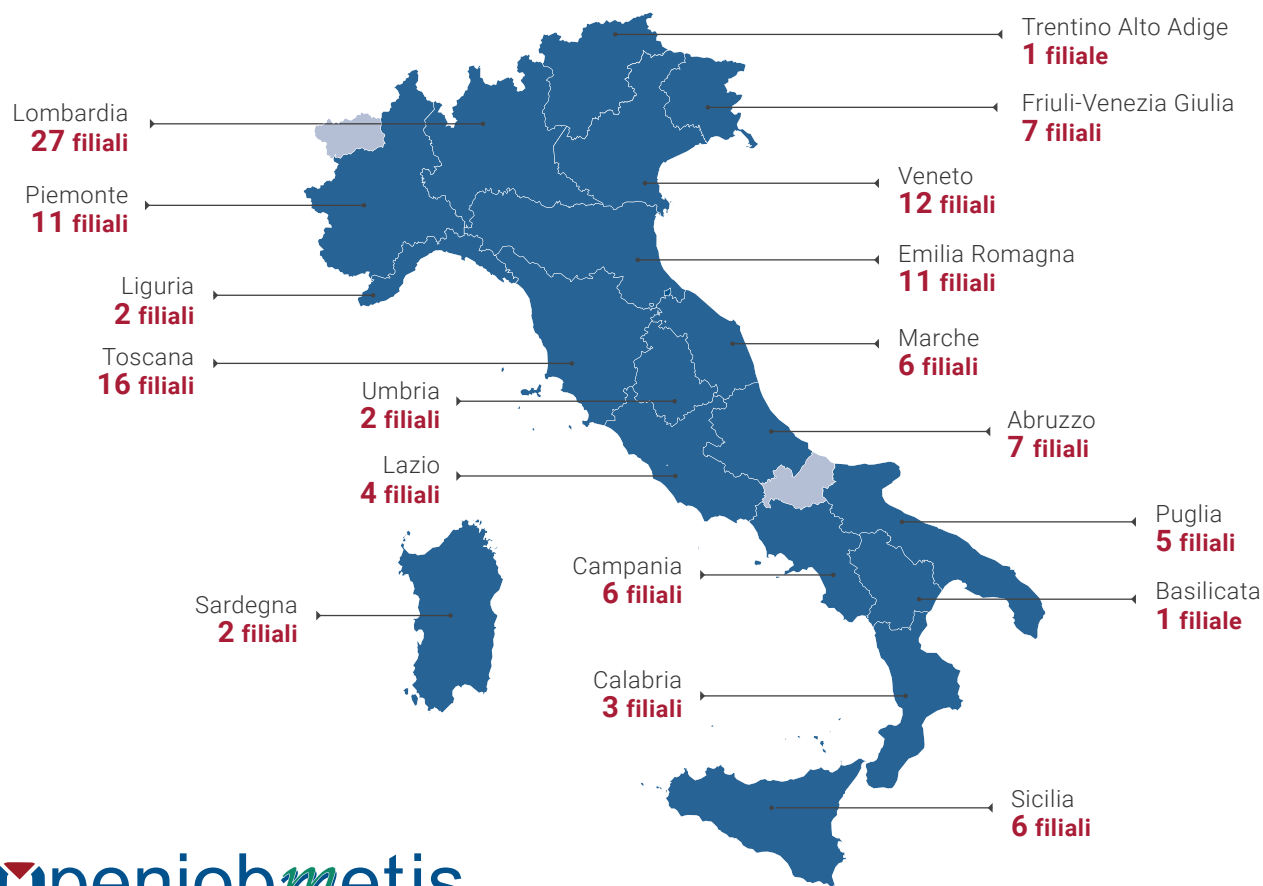 Trentino Alto Adige
1 filiale
Friuli-Venezia Giulia
7 filiali
Lombardia
27 filiali
Veneto
12 filiali
Piemonte
11 filiali
Emilia Romagna
11 filiali
Liguria
2 filiali
Marche
6 filiali
Toscana
16 filiali
Umbria
2 filiali
Abruzzo
7 filiali
Lazio
4 filiali
Puglia
5 filiali
Campania
6 filiali
Basilicata
1 filiale
Sardegna
2 filiali
Calabria
3 filiali
Sicilia
6 filiali
openjobmetis